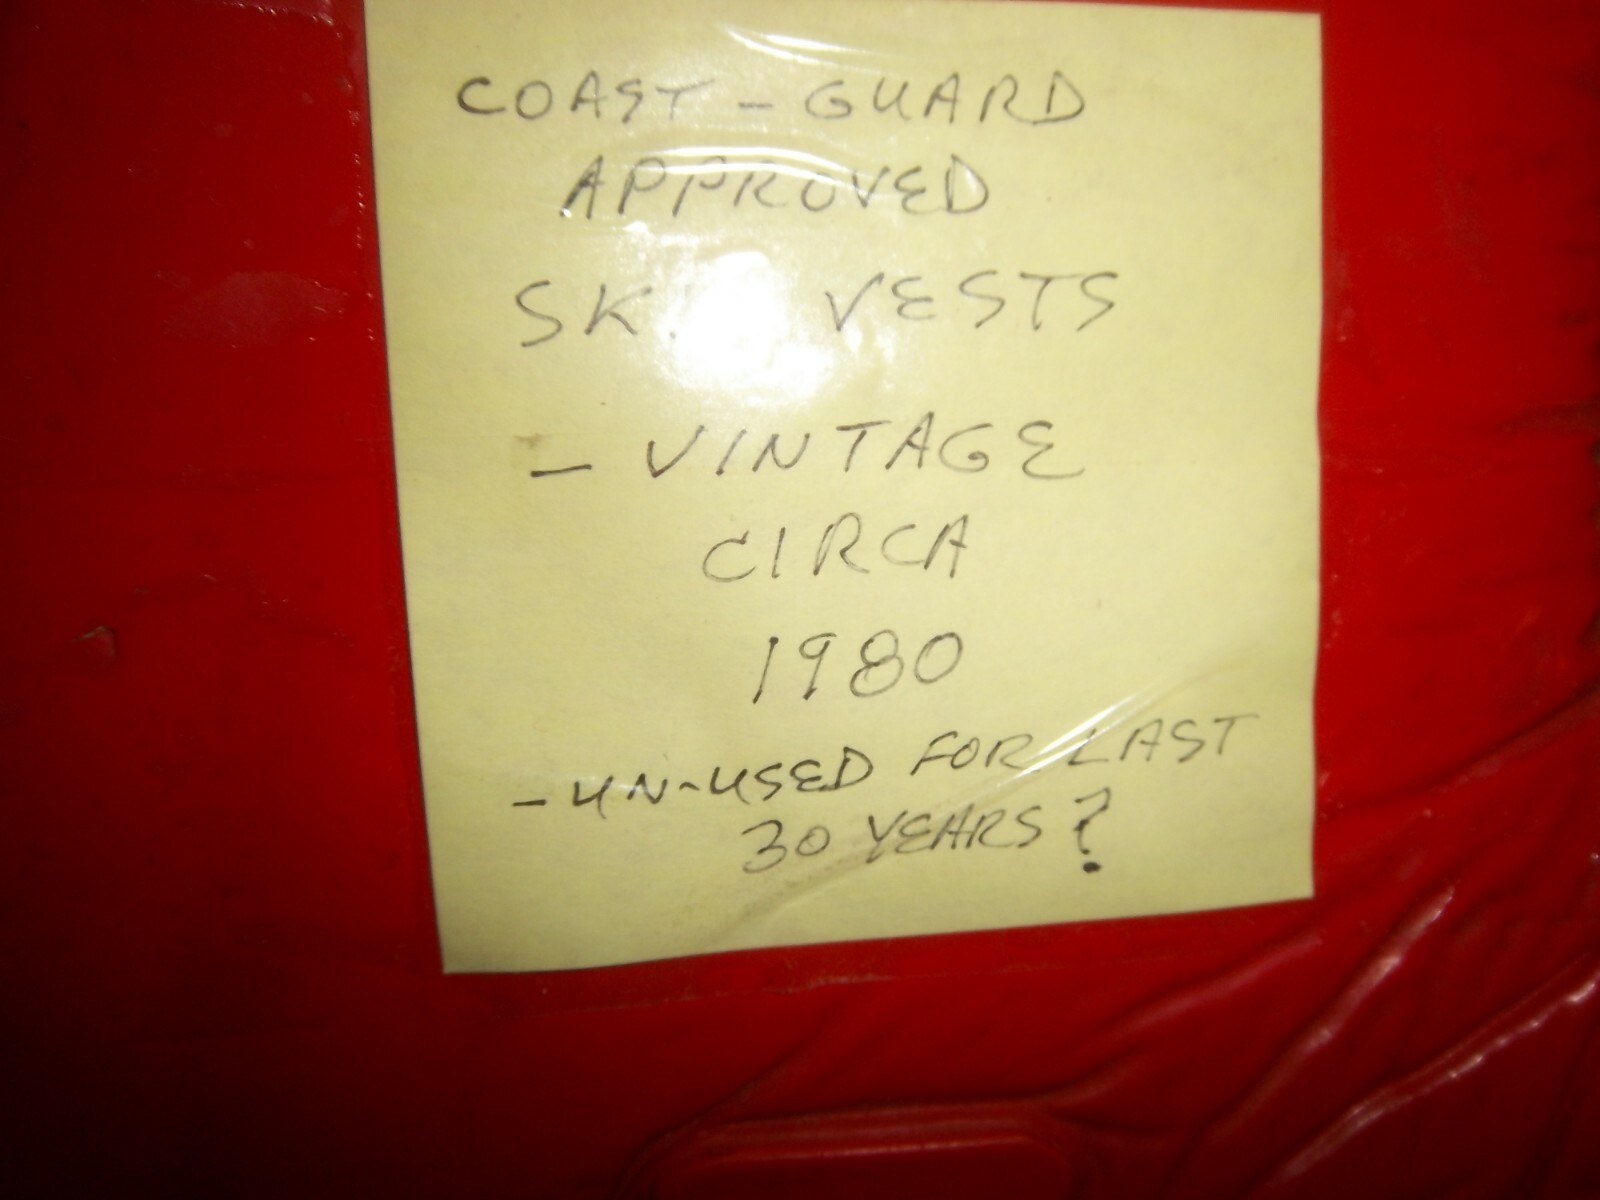 COAST - GUARD
APPROVED
VESTS
- VINTAGE
CIRCA
1980
- UN-USED FOR LAST
30 YEARS?